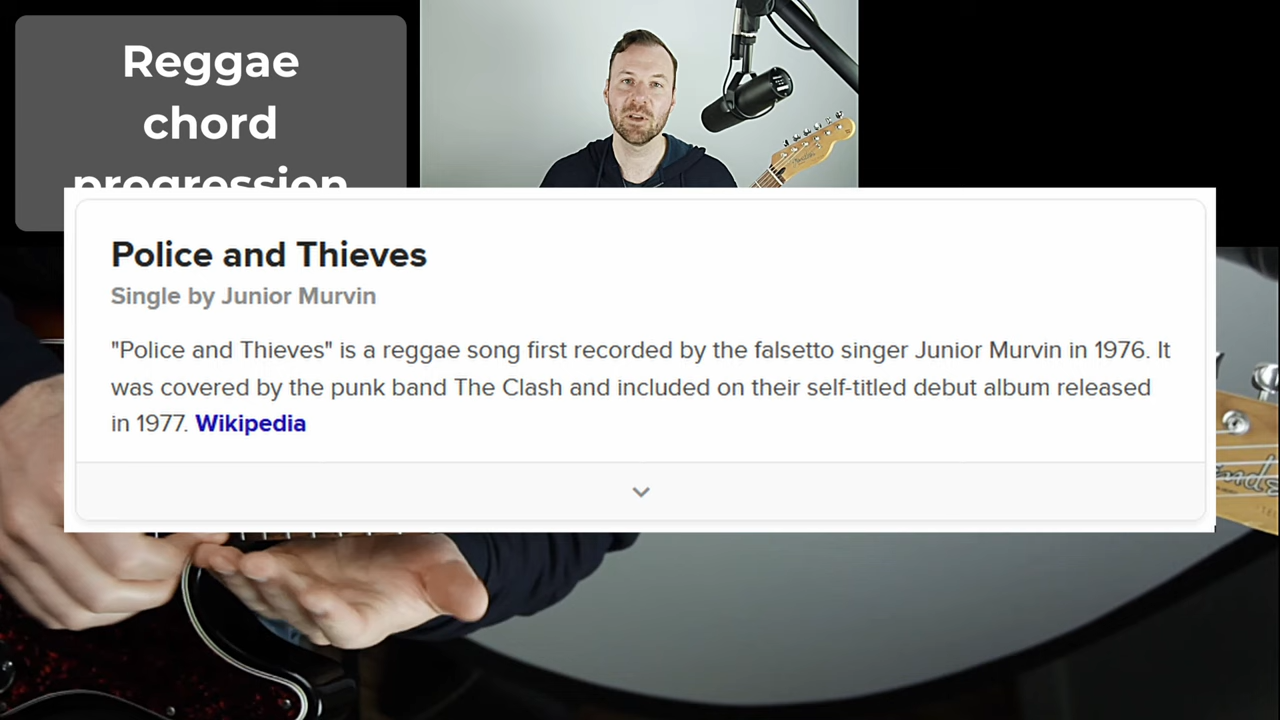 Reggae
chord
progression
Police and Thieves
Single by Junior Murvin
"Police and Thieves" is a reggae song first recorded by the falsetto singer Junior Murvin in 1976. It
was covered by the punk band The Clash and included on their self-titled debut album released
in 1977. Wikipedia